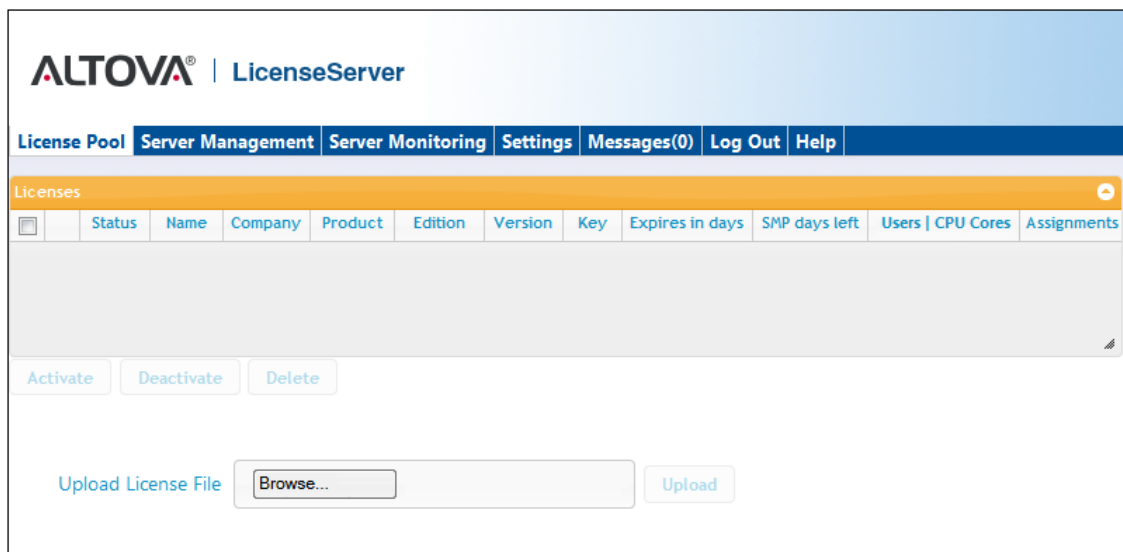 ALTOVA® | LicenseServer
License Pool Server Management Server Monitoring Settings Messages(0) Log Out Help
Licenses
Status Name Company Product Edition Version Key Expires in days SMP days left Users | CPU Cores Assignments
Activate Deactivate Delete
Upload License File Browse... Upload